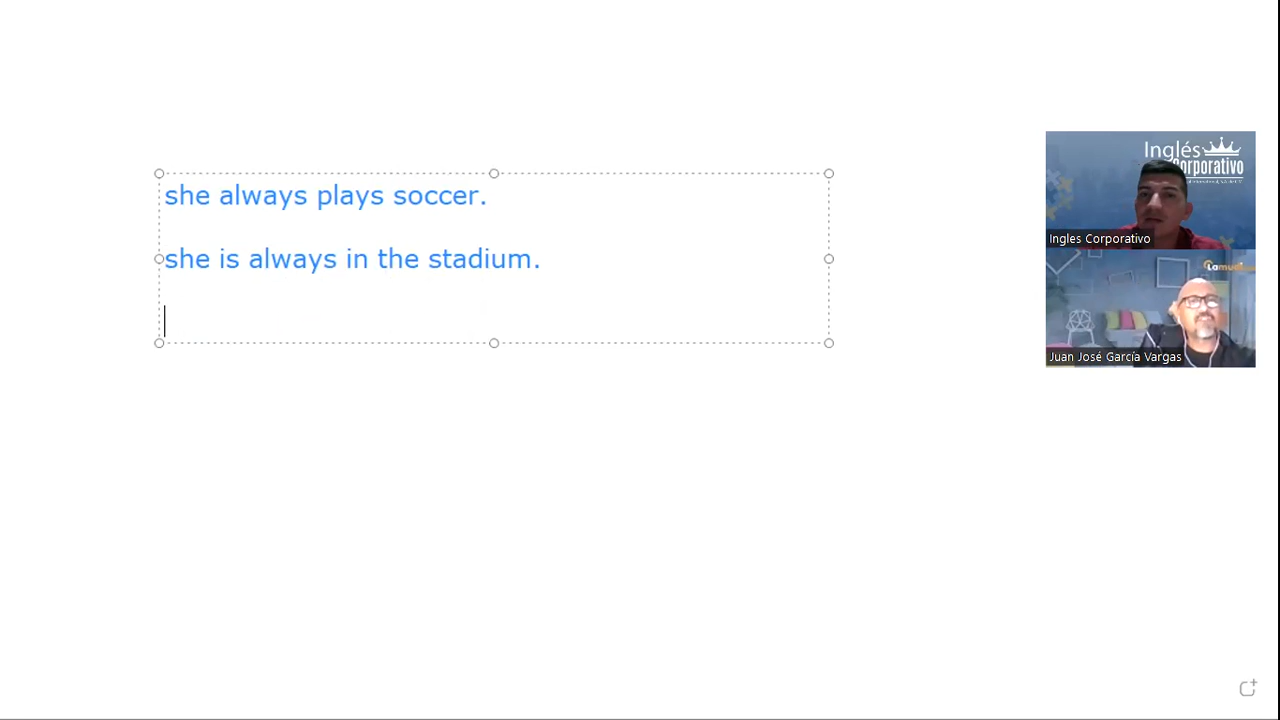 she always plays soccer.
she is always in the stadium.
Inglés
Corporativo
Ingles Corporativo
Juan José García Vargas